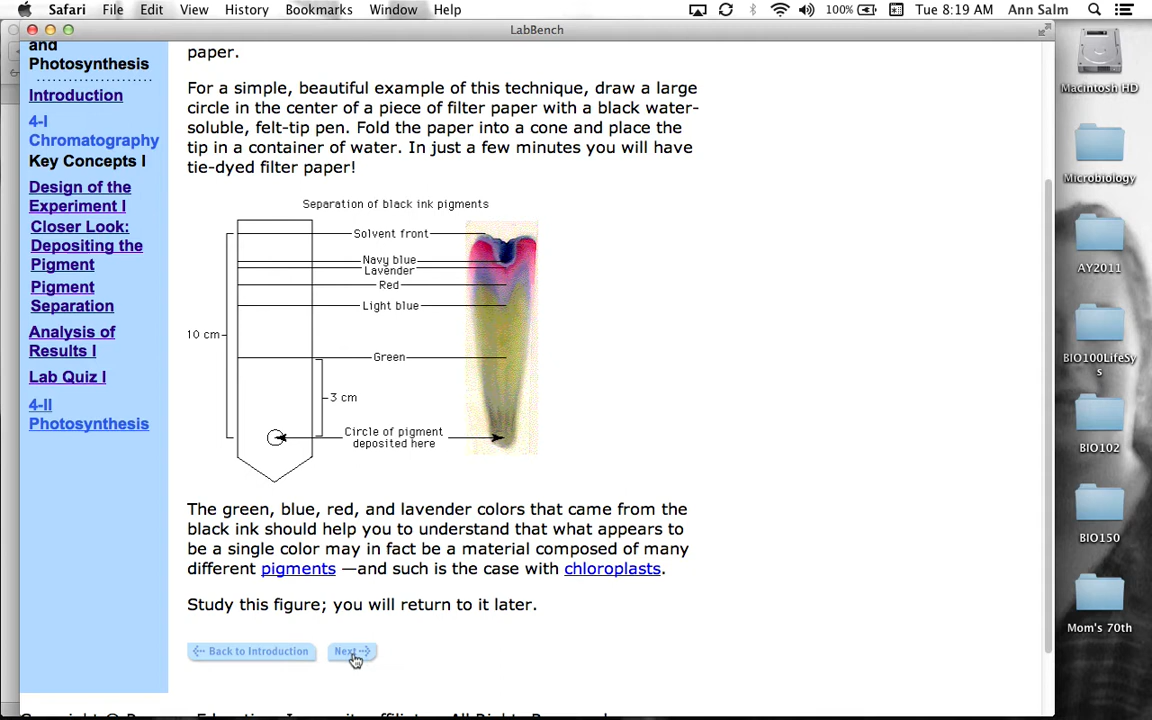 Safari File Edit View History Bookmarks Window Help 100% Tue 8:19 AM Ann Salm
LabBench
and
Photosynthesis
Introduction
4-I
Chromatography
Key Concepts I
Design of the
Experiment I
Closer Look:
Depositing the
Pigment
Pigment
Separation
Analysis of
Results I
Lab Quiz I
4-II
Photosynthesis
paper.
For a simple, beautiful example of this technique, draw a large
circle in the center of a piece of filter paper with a black water-
soluble, felt-tip pen. Fold the paper into a cone and place the
tip in a container of water. In just a few minutes you will have
tie-dyed filter paper!
Separation of black ink pigments
Solvent front
Navy blue
Lavender
Red
Light blue
10 cm
Green
3 cm
Circle of pigment
deposited here
The green, blue, red, and lavender colors that came from the
black ink should help you to understand that what appears to
be a single color may in fact be a material composed of many
different pigments —and such is the case with chloroplasts.
Study this figure; you will return to it later.
Back to Introduction Next
Macintosh HD
Microbiology
AY2011
BIO100LifeSy
s
BIO102
BIO150
Mom's 70th